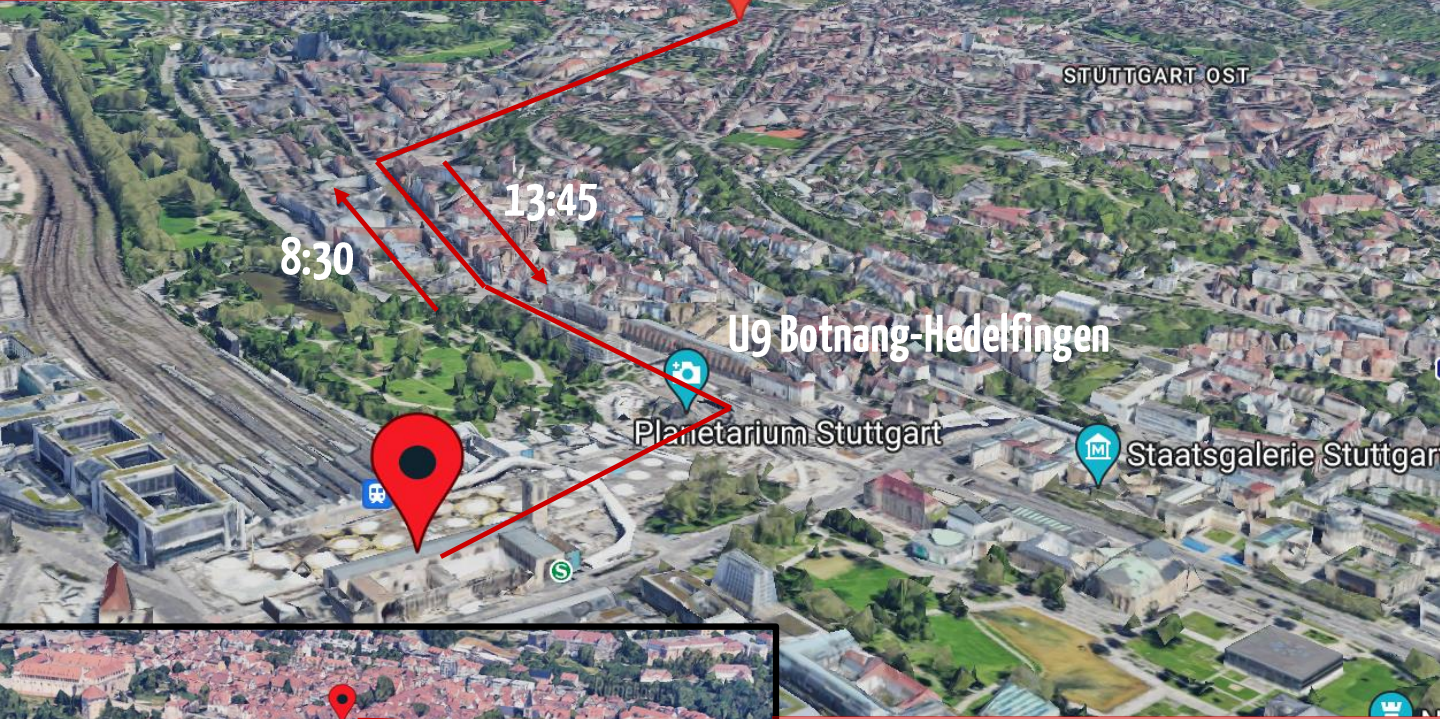 STUTTGART OST
13:45
8:30
U9 Botnang-Hedelfingen
Planetarium Stuttgart
Staatsgalerie Stuttgar
S